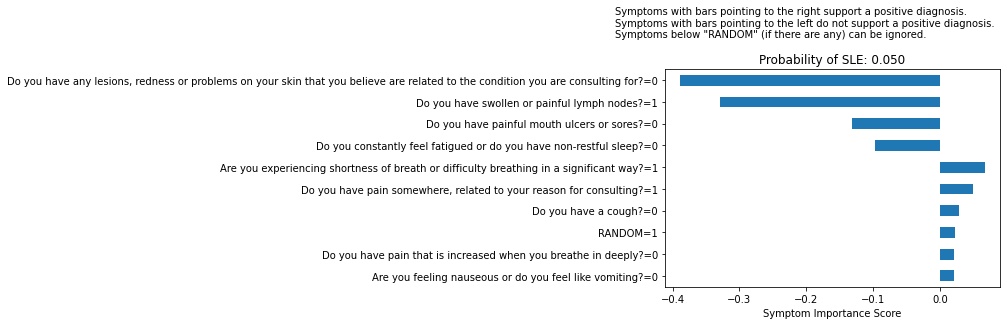 Symptoms with bars pointing to the right support a positive diagnosis.
Symptoms with bars pointing to the left do not support a positive diagnosis.
Symptoms below "RANDOM" (if there are any) can be ignored.
Probability of SLE: 0.050
Do you have any lesions, redness or problems on your skin that you believe are related to the condition you are consulting for?=0
Do you have swollen or painful lymph nodes?=1
Do you have painful mouth ulcers or sores?=0
Do you constantly feel fatigued or do you have non-restful sleep?=0
Are you experiencing shortness of breath or difficulty breathing in a significant way?=1
Do you have pain somewhere, related to your reason for consulting?=1
Do you have a cough?=0
RANDOM=1
Do you have pain that is increased when you breathe in deeply?=0
Are you feeling nauseous or do you feel like vomiting?=0
−0.4 −0.3 −0.2 −0.1 0.0
Symptom Importance Score